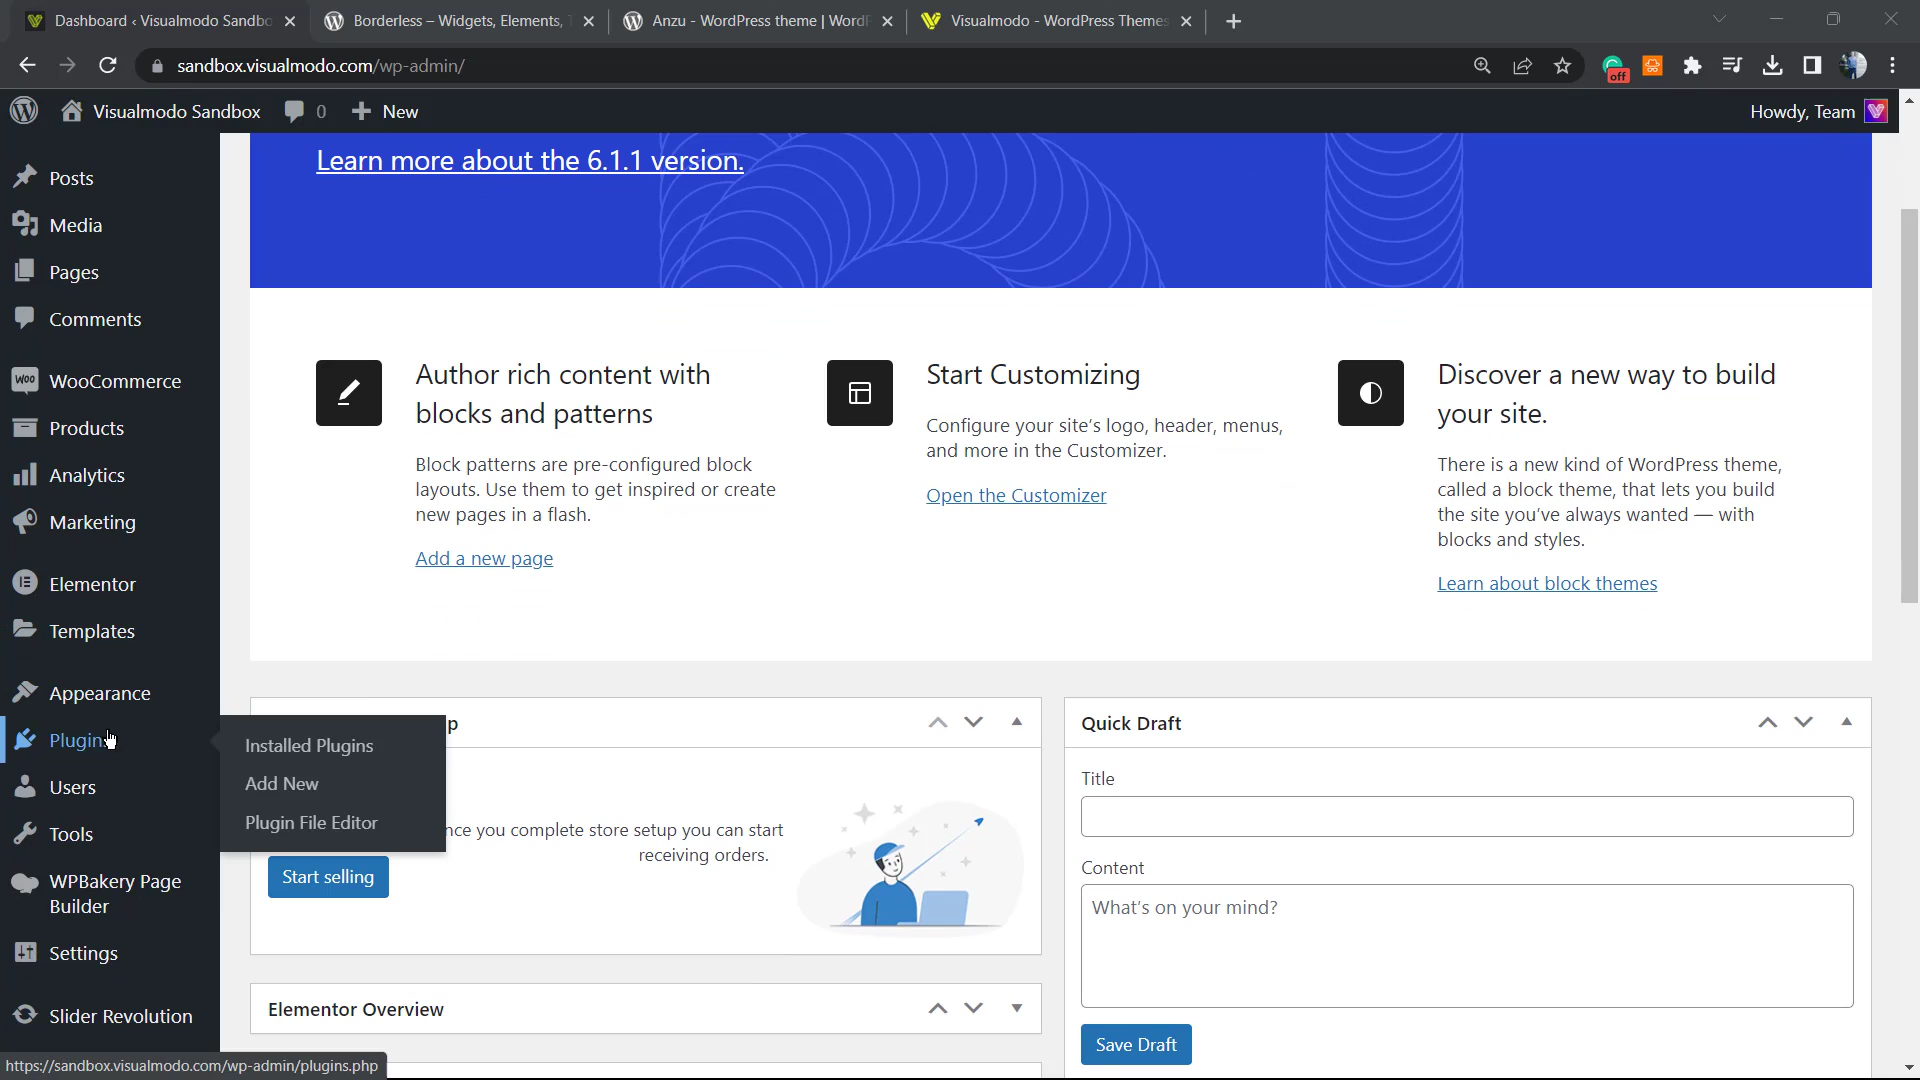 Dashboard ‹ Visualmodo Sandbo
Borderless – Widgets, Elements,
Anzu - WordPress theme | Word
Visualmodo - WordPress Themes
sandbox.visualmodo.com/wp-admin/
off
Visualmodo Sandbox
0
New
Howdy, Team
Posts
Media
Pages
Comments
WooCommerce
Products
Analytics
Marketing
Elementor
Templates
Appearance
Plugins
Users
Tools
WPBakery Page
Builder
Settings
Slider Revolution
Installed Plugins
Add New
Plugin File Editor
Learn more about the 6.1.1 version.
Author rich content with
blocks and patterns
Block patterns are pre-configured block
layouts. Use them to get inspired or create
new pages in a flash.
Add a new page
Start Customizing
Configure your site's logo, header, menus,
and more in the Customizer.
Open the Customizer
Discover a new way to build
your site.
There is a new kind of WordPress theme,
called a block theme, that lets you build
the site you've always wanted — with
blocks and styles.
Learn about block themes
p
nce you complete store setup you can start
receiving orders.
Start selling
Elementor Overview
Quick Draft
Title
Content
What's on your mind?
Save Draft
https://sandbox.visualmodo.com/wp-admin/plugins.php